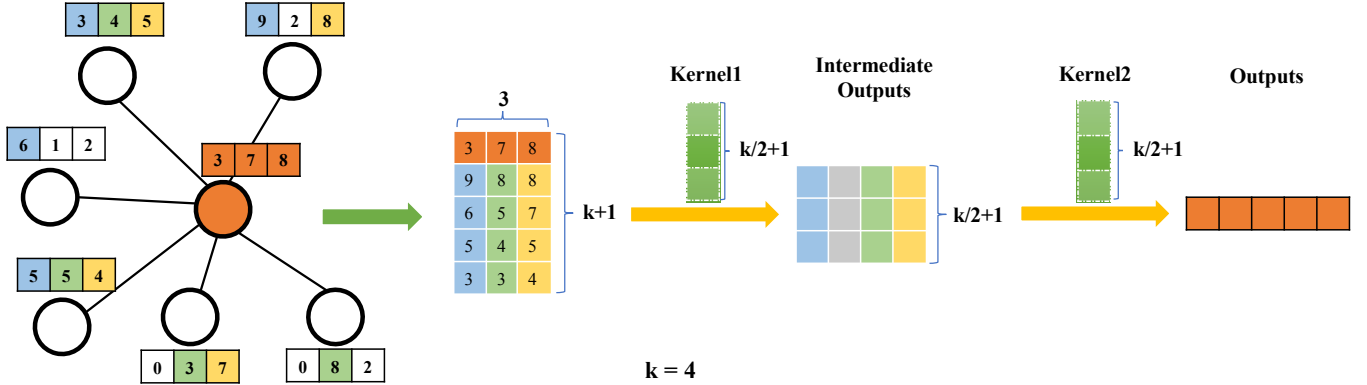 3 4 5
9 2 8
6 1 2
3 7 8
5 5 4
0 3 7
0 8 2
3
3 7 8
9 8 8
6 5 7
5 4 5
3 3 4
k+1
Kernel1
k/2+1
Intermediate
Outputs
k/2+1
Kernel2
k/2+1
Outputs
k = 4